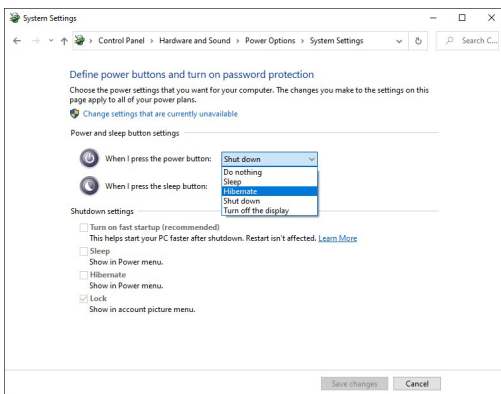 System Settings
Control Panel > Hardware and Sound > Power Options > System Settings
Search C...
Define power buttons and turn on password protection
Choose the power settings that you want for your computer. The changes you make to the settings on this
page apply to all of your power plans.
Change settings that are currently unavailable
Power and sleep button settings
When I press the power button: Shut down
Do nothing
Sleep
Hibernate
When I press the sleep button:
Shut down
Turn off the display
Shutdown settings
Turn on fast startup (recommended)
This helps start your PC faster after shutdown. Restart isn't affected. Learn More
Sleep
Show in Power menu.
Hibernate
Show in Power menu.
Lock
Show in account picture menu.
Save changes Cancel